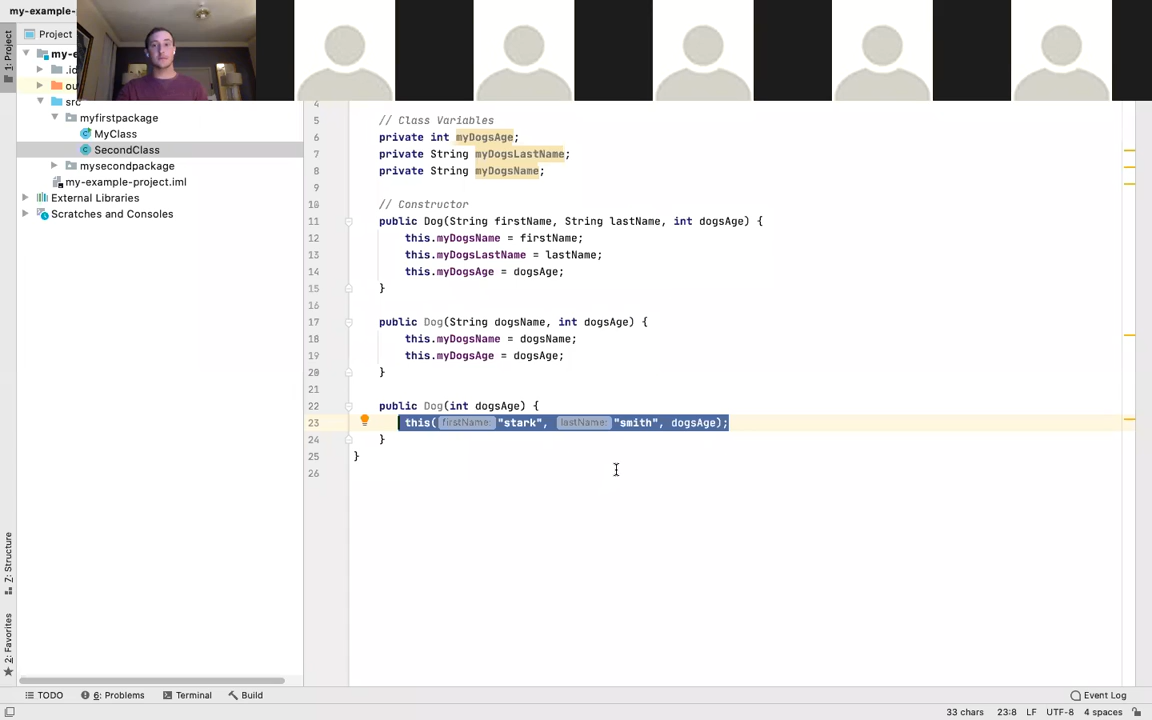 my-example-
Project
my-e
.id
ou
src
myfirstpackage
MyClass
SecondClass
mysecondpackage
my-example-project.iml
External Libraries
Scratches and Consoles
1: Project
7: Structure
2: Favorites
4
5 // Class Variables
6 private int myDogsAge;
7 private String myDogsLastName;
8 private String myDogsName;
9
10 // Constructor
11 public Dog(String firstName, String lastName, int dogsAge) {
12 this.myDogsName = firstName;
13 this.myDogsLastName = lastName;
14 this.myDogsAge = dogsAge;
15 }
16
17 public Dog(String dogsName, int dogsAge) {
18 this.myDogsName = dogsName;
19 this.myDogsAge = dogsAge;
20 }
21
22 public Dog(int dogsAge) {
23 this( firstName: "stark", lastName: "smith", dogsAge);
24 }
25 }
26
TODO 6: Problems Terminal Build Event Log
33 chars 23:8 LF UTF-8 4 spaces